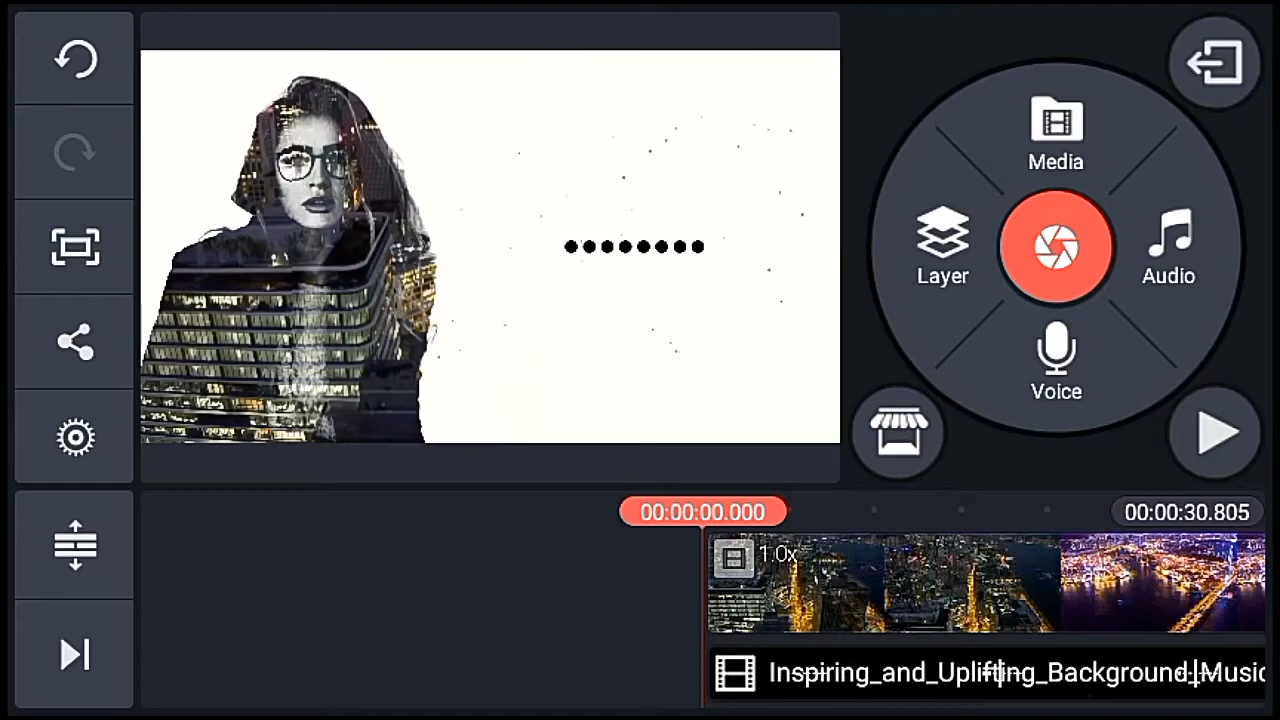 Media
Layer
Audio
Voice
00:00:00.000
00:00:30.805
1.0x
Inspiring_and_Uplifting_Background_Music